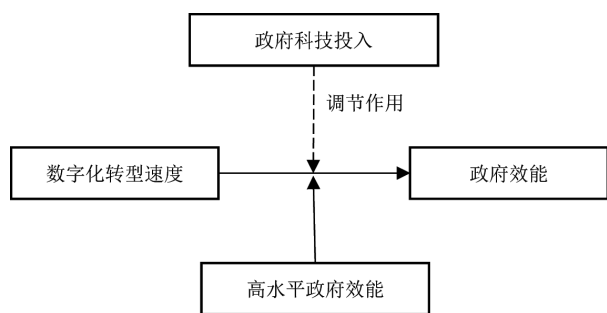 政府科技投入
调节作用
数字化转型速度
政府效能
高水平政府效能